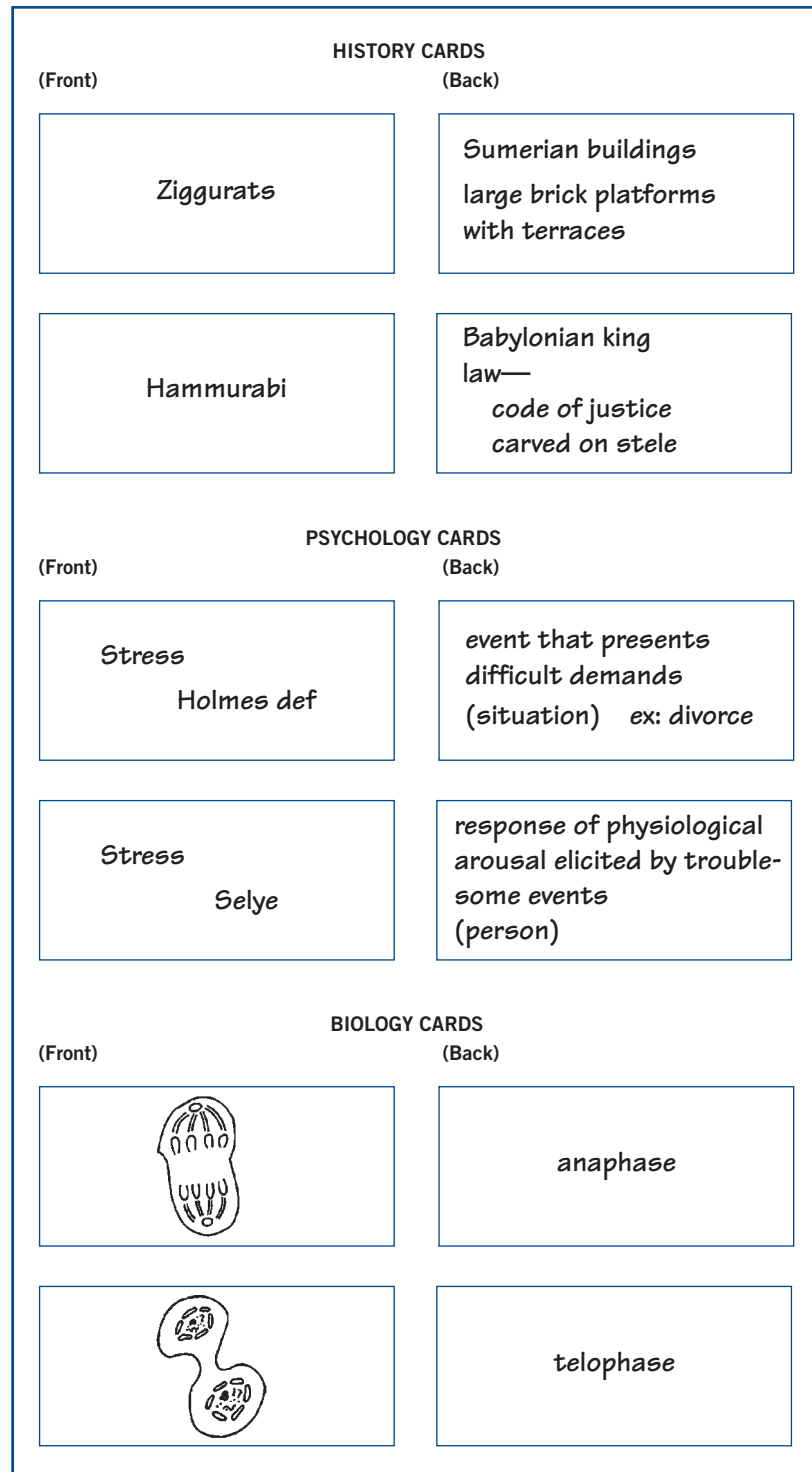 HISTORY CARDS
(Front)
(Back)
Ziggurats
Sumerian buildings
large brick platforms
with terraces
Hammurabi
Babylonian king
law—
code of justice
carved on stele
PSYCHOLOGY CARDS
(Front)
(Back)
Stress
Holmes def
event that presents
difficult demands
(situation) ex: divorce
Stress
Selye
response of physiological
arousal elicited by trouble-
some events
(person)
BIOLOGY CARDS
(Front)
(Back)
anaphase
telophase